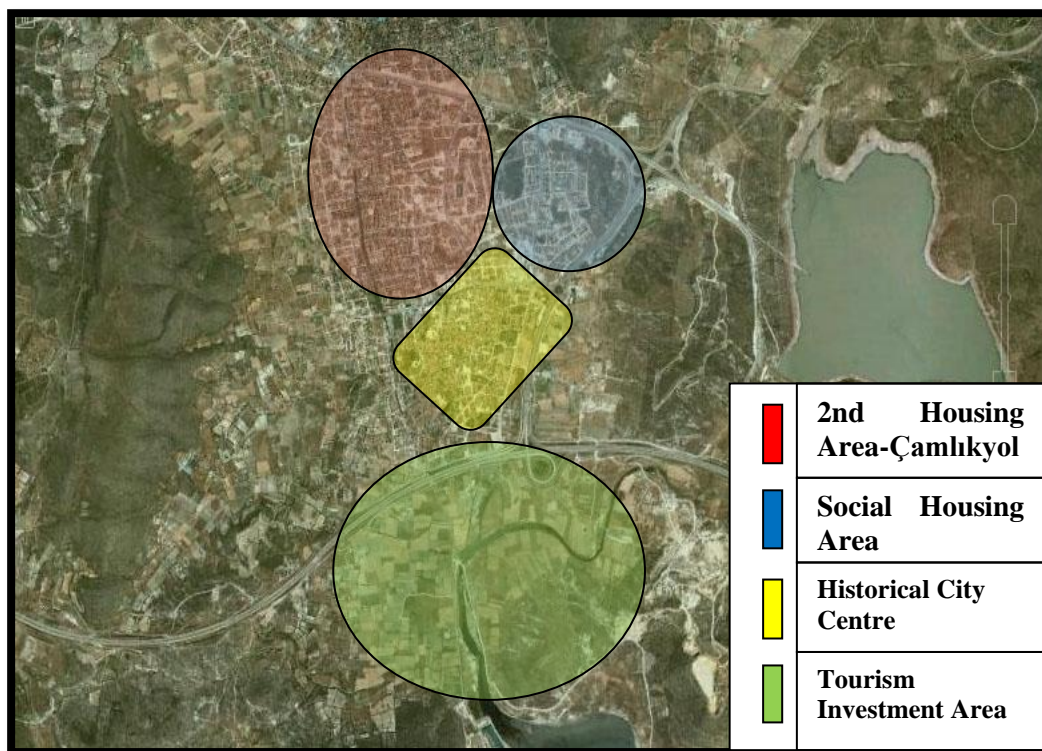 2nd Housing
Area-Çamlıkyol
Social Housing
Area
Historical City
Centre
Tourism
Investment Area